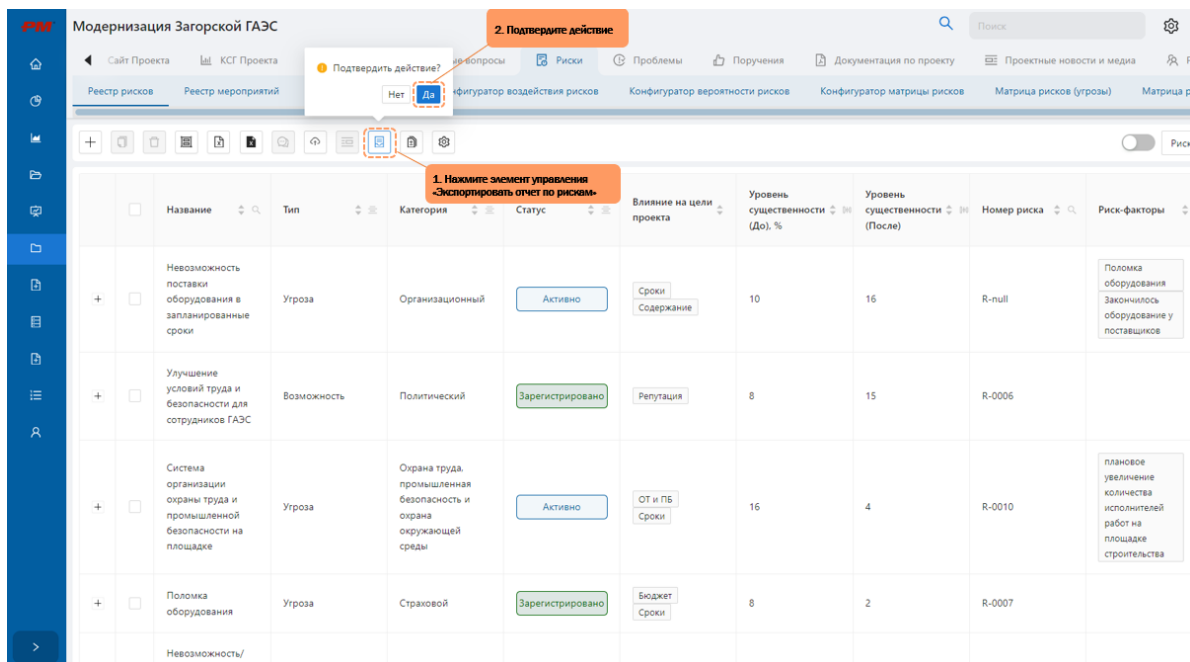 PM
Модернизация Загорской ГАЭС
2. Подтвердите действие
Поиск
Сайт Проекта
КСГ Проекта
ые вопросы
Риски
Проблемы
Поручения
Документация по проекту
Проектные новости и медиа
Подтвердить действие?
Нет
Да
Реестр рисков
Реестр мероприятий
нфигуратор воздействия рисков
Конфигуратор вероятности рисков
Конфигуратор матрицы рисков
Матрица рисков (угрозы)
Матрица р
Риск
1. Нажмите элемент управления
«Экспортировать отчет по рискам»
Название
Тип
Категория
Статус
Влияние на цели
проекта
Уровень
существенности
(До), %
Уровень
существенности
(После)
Номер риска
Риск-факторы
Невозможность
поставки
оборудования в
запланированные
сроки
Угроза
Организационный
Активно
Сроки
Содержание
10
16
R-null
Поломка
оборудования
Закончилось
оборудование у
поставщиков
Улучшение
условий труда и
безопасности для
сотрудников ГАЭС
Возможность
Политический
Зарегистрировано
Репутация
8
15
R-0006
Система
организации
охраны труда и
промышленной
безопасности на
площадке
Угроза
Охрана труда,
промышленная
безопасность и
охрана
окружающей
среды
Активно
ОТ и ПБ
Сроки
16
4
R-0010
плановое
увеличение
количества
исполнителей
работ на
площадке
строительства
Поломка
оборудования
Угроза
Страховой
Зарегистрировано
Бюджет
Сроки
8
2
R-0007
Невозможность/